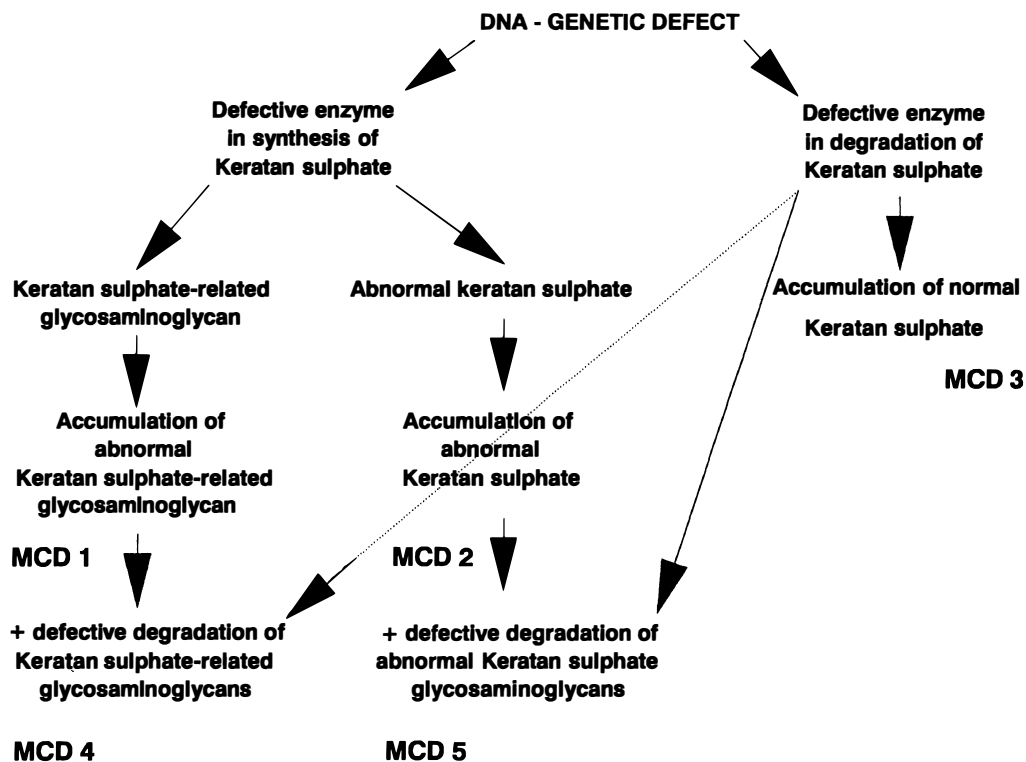 DNA - GENETIC DEFECT
Defective enzyme
in synthesis of
Keratan sulphate
Defective enzyme
in degradation of
Keratan sulphate
Keratan sulphate-related
glycosaminoglycan
Abnormal keratan sulphate
Accumulation of normal
Keratan sulphate
MCD 3
Accumulation of
abnormal
Keratan sulphate-related
glycosaminoglycan
MCD 1
Accumulation of
abnormal
Keratan sulphate
MCD 2
+ defective degradation of
Keratan sulphate-related
glycosaminoglycans
MCD 4
+ defective degradation of
abnormal Keratan sulphate
glycosaminoglycans
MCD 5